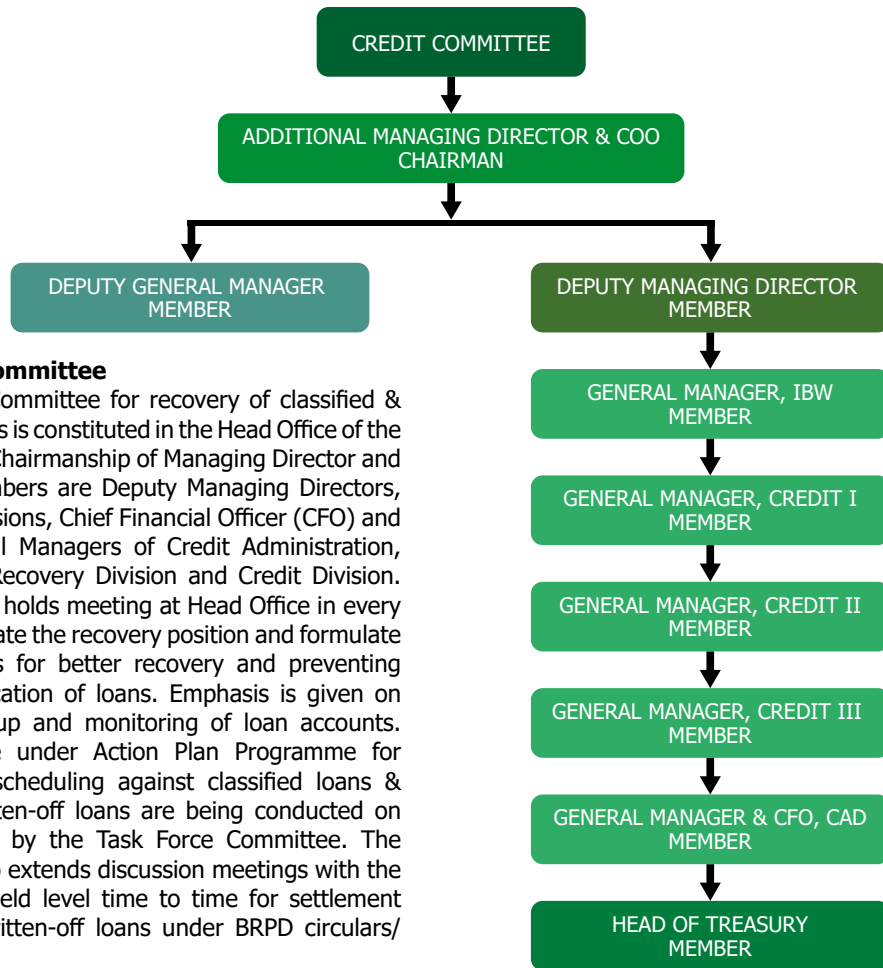 CREDIT COMMITTEE
ADDITIONAL MANAGING DIRECTOR & COO
CHAIRMAN
DEPUTY GENERAL MANAGER
MEMBER
DEPUTY MANAGING DIRECTOR
MEMBER
GENERAL MANAGER, IBW
MEMBER
GENERAL MANAGER, CREDIT I
MEMBER
GENERAL MANAGER, CREDIT II
MEMBER
GENERAL MANAGER, CREDIT III
MEMBER
GENERAL MANAGER & CFO, CAD
MEMBER
HEAD OF TREASURY
MEMBER
ommittee
ommittee for recovery of classified &
s is constituted in the Head Office of the
Chairmanship of Managing Director and
bers are Deputy Managing Directors,
sions, Chief Financial Officer (CFO) and
l Managers of Credit Administration,
Recovery Division and Credit Division.
holds meeting at Head Office in every
ate the recovery position and formulate
s for better recovery and preventing
cation of loans. Emphasis is given on
up and monitoring of loan accounts.
e under Action Plan Programme for
scheduling against classified loans &
ten-off loans are being conducted on
by the Task Force Committee. The
o extends discussion meetings with the
eld level time to time for settlement
ritten-off loans under BRPD circulars/